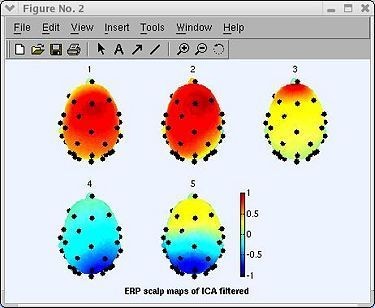 Figure No. 2
File Edit View Insert Tools Window Help
1 2 3
4 5
1
0.5
0
-0.5
-1
ERP scalp maps of ICA filtered